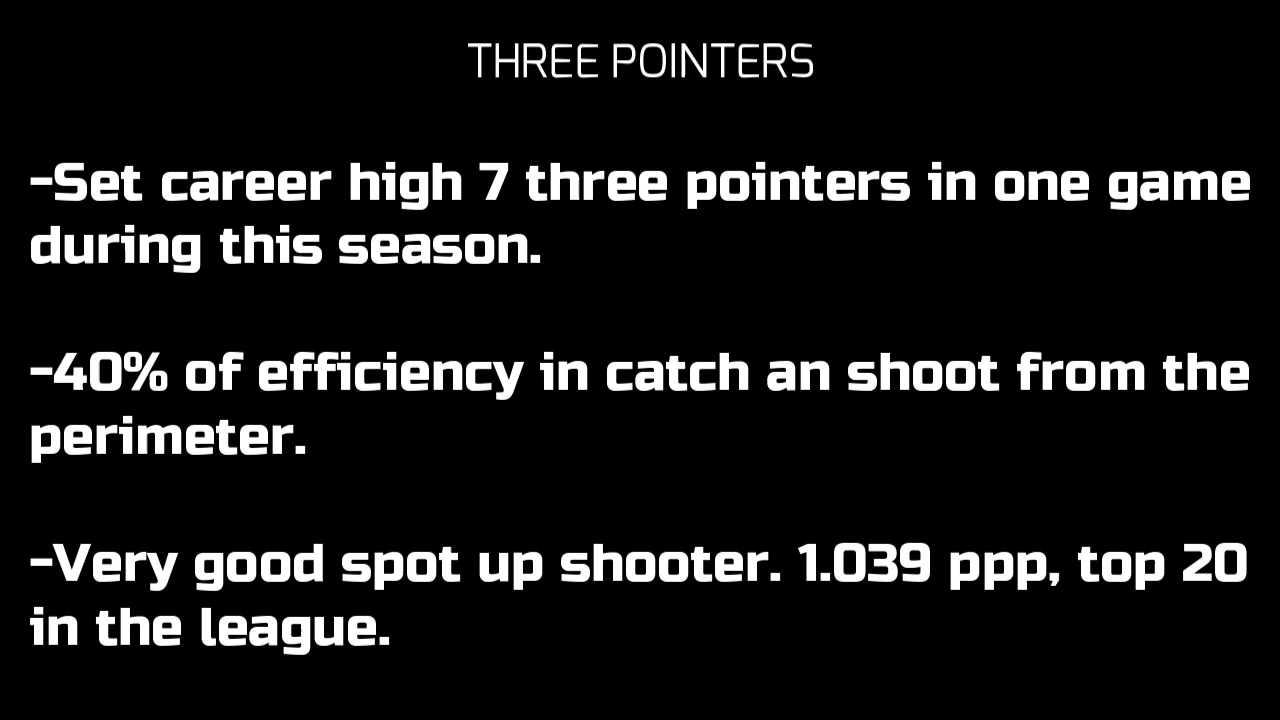 THREE POINTERS
-Set career high 7 three pointers in one game
during this season.
-40% of efficiency in catch an shoot from the
perimeter.
-Very good spot up shooter. 1.039 ppp, top 20
in the league.